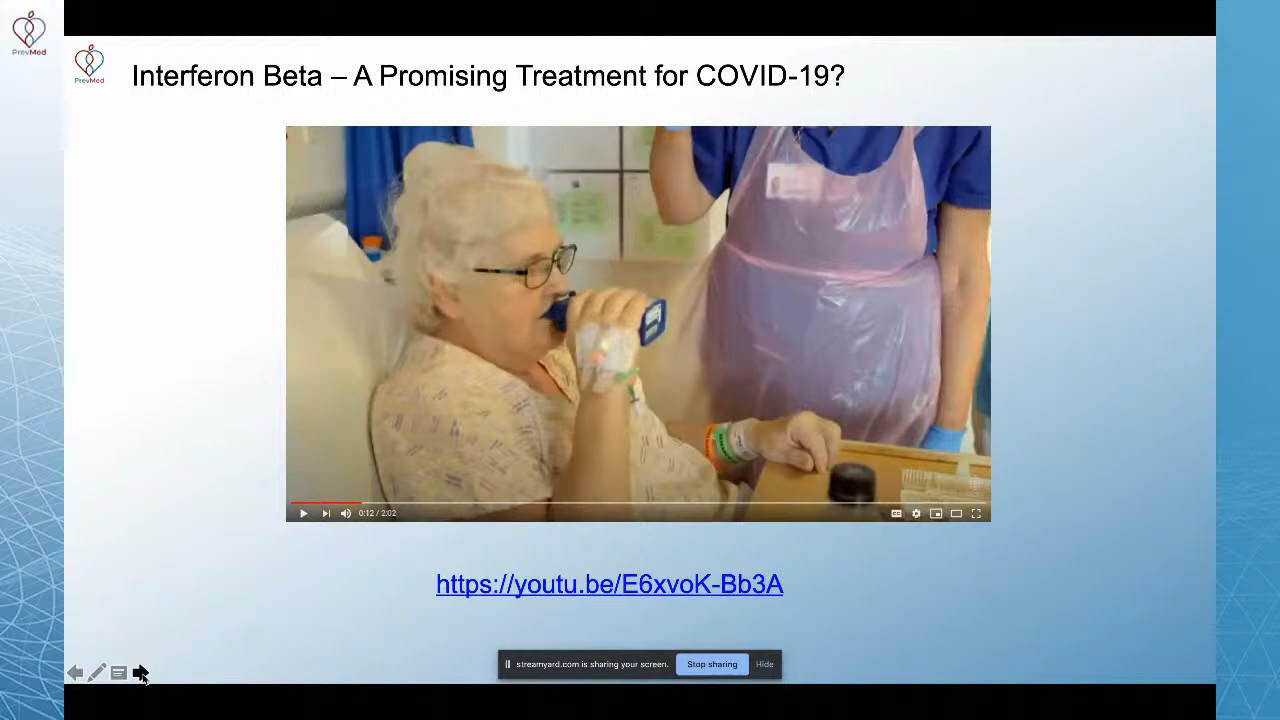 PrevMed
PrevMed
Interferon Beta – A Promising Treatment for COVID-19?
0:12 / 2:02
CC
https://youtu.be/E6xvoK-Bb3A
streamyard.com is sharing your screen.
Stop sharing
Hide